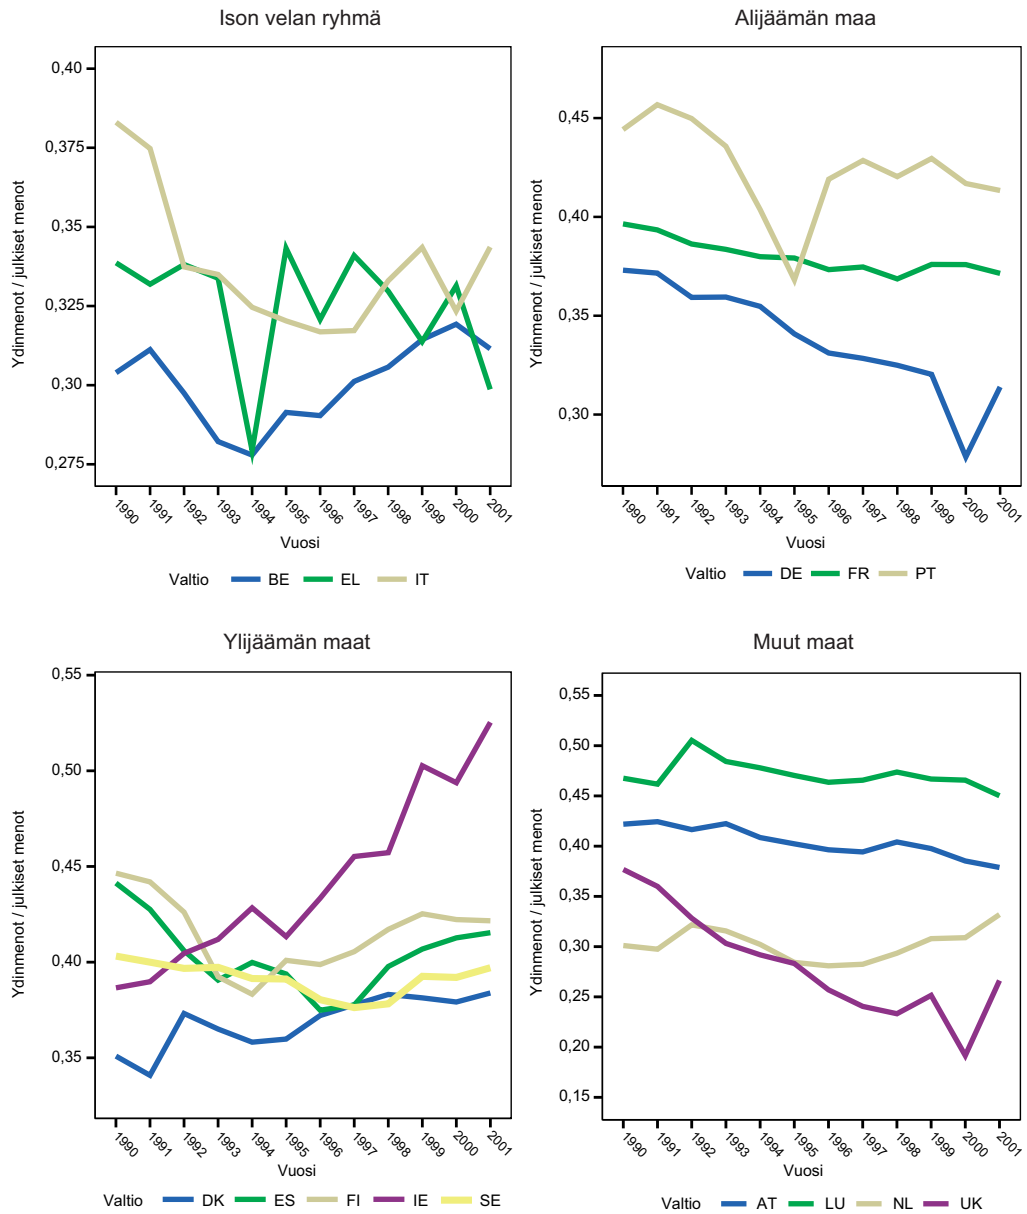 Ison velan ryhmä
Ydinmenot / julkiset menot
0,40
0,375
0,35
0,325
0,30
0,275
1990 1991 1992 1993 1994 1995 1996 1997 1998 1999 2000 2001
Vuosi
Valtio BE EL IT
Alijäämän maa
Ydinmenot / julkiset menot
0,45
0,40
0,35
0,30
1990 1991 1992 1993 1994 1995 1996 1997 1998 1999 2000 2001
Vuosi
Valtio DE FR PT
Ylijäämän maat
Ydinmenot / julkiset menot
0,55
0,50
0,45
0,40
0,35
1990 1991 1992 1993 1994 1995 1996 1997 1998 1999 2000 2001
Vuosi
Valtio DK ES FI IE SE
Muut maat
Ydinmenot / julkiset menot
0,55
0,50
0,45
0,40
0,35
0,30
0,25
0,20
0,15
1990 1991 1992 1993 1994 1995 1996 1997 1998 1999 2000 2001
Vuosi
Valtio AT LU NL UK